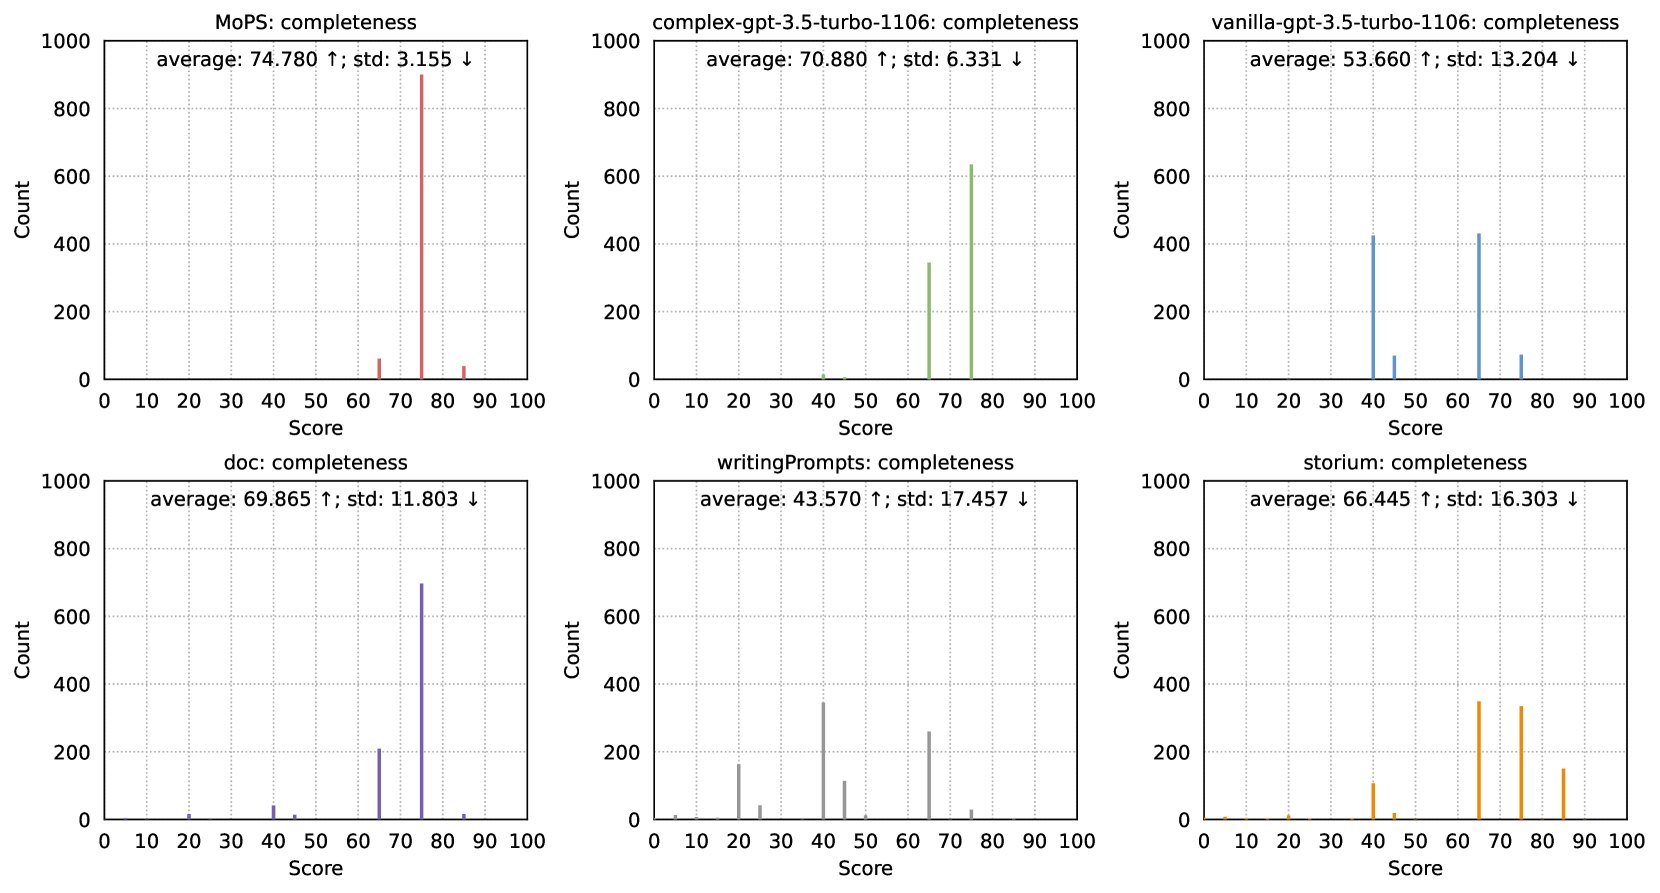 MoPS: completeness
average: 74.780 ↑; std: 3.155 ↓
Count
1000
800
600
400
200
0
0 10 20 30 40 50 60 70 80 90 100
Score
complex-gpt-3.5-turbo-1106: completeness
average: 70.880 ↑; std: 6.331 ↓
Count
1000
800
600
400
200
0
0 10 20 30 40 50 60 70 80 90 100
Score
vanilla-gpt-3.5-turbo-1106: completeness
average: 53.660 ↑; std: 13.204 ↓
Count
1000
800
600
400
200
0
0 10 20 30 40 50 60 70 80 90 100
Score
doc: completeness
average: 69.865 ↑; std: 11.803 ↓
Count
1000
800
600
400
200
0
0 10 20 30 40 50 60 70 80 90 100
Score
writingPrompts: completeness
average: 43.570 ↑; std: 17.457 ↓
Count
1000
800
600
400
200
0
0 10 20 30 40 50 60 70 80 90 100
Score
storium: completeness
average: 66.445 ↑; std: 16.303 ↓
Count
1000
800
600
400
200
0
0 10 20 30 40 50 60 70 80 90 100
Score